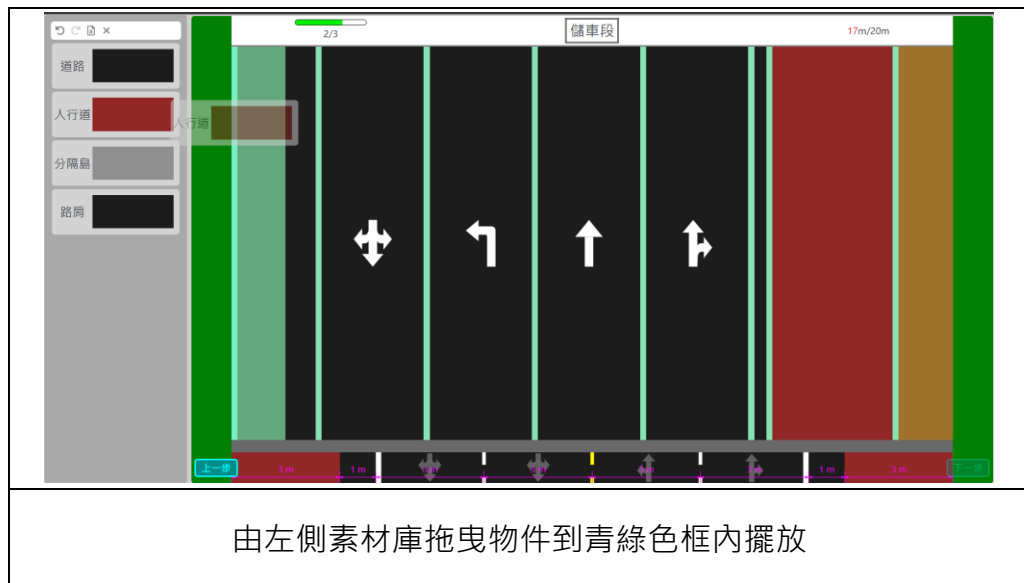 2/3
儲車段
17m/20m
道路
人行道
人行道
分隔島
路肩
上一步
3 m
1 m
3 m
1 m
3 m
下一步
由左側素材庫拖曳物件到青綠色框內擺放